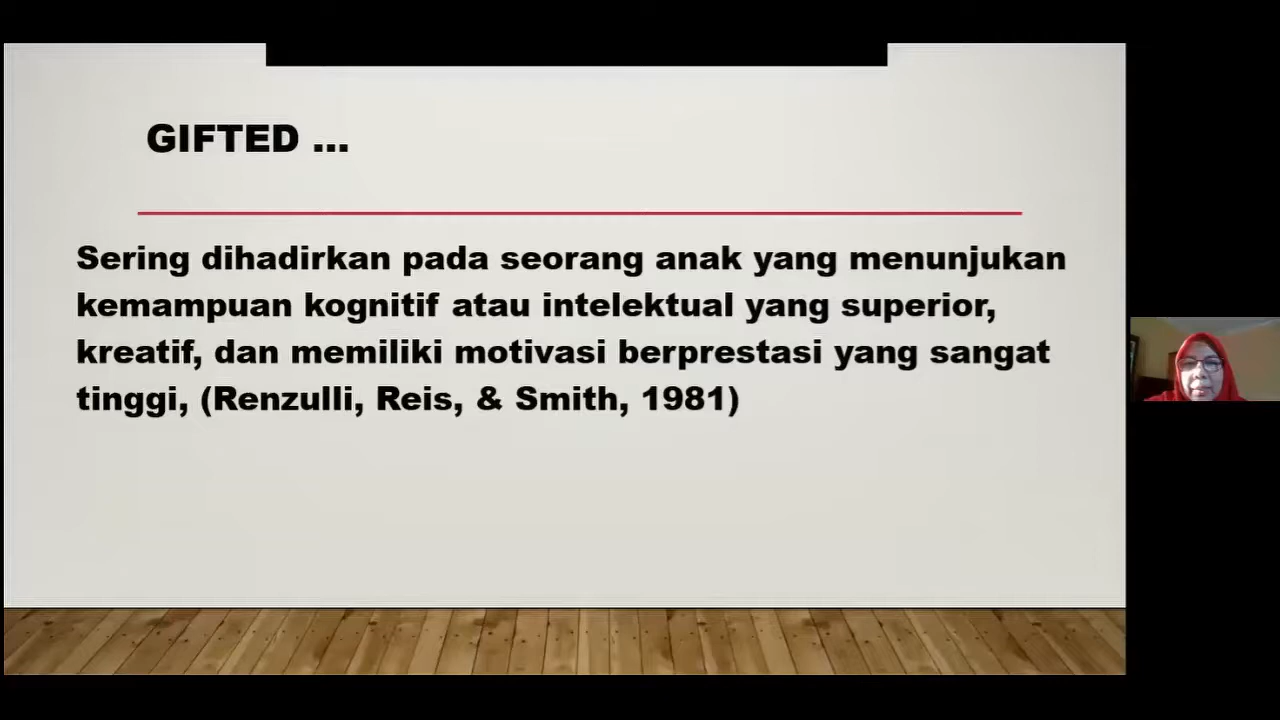 GIFTED ...
Sering dihadirkan pada seorang anak yang menunjukan
kemampuan kognitif atau intelektual yang superior,
kreatif, dan memiliki motivasi berprestasi yang sangat
tinggi, (Renzulli, Reis, & Smith, 1981)